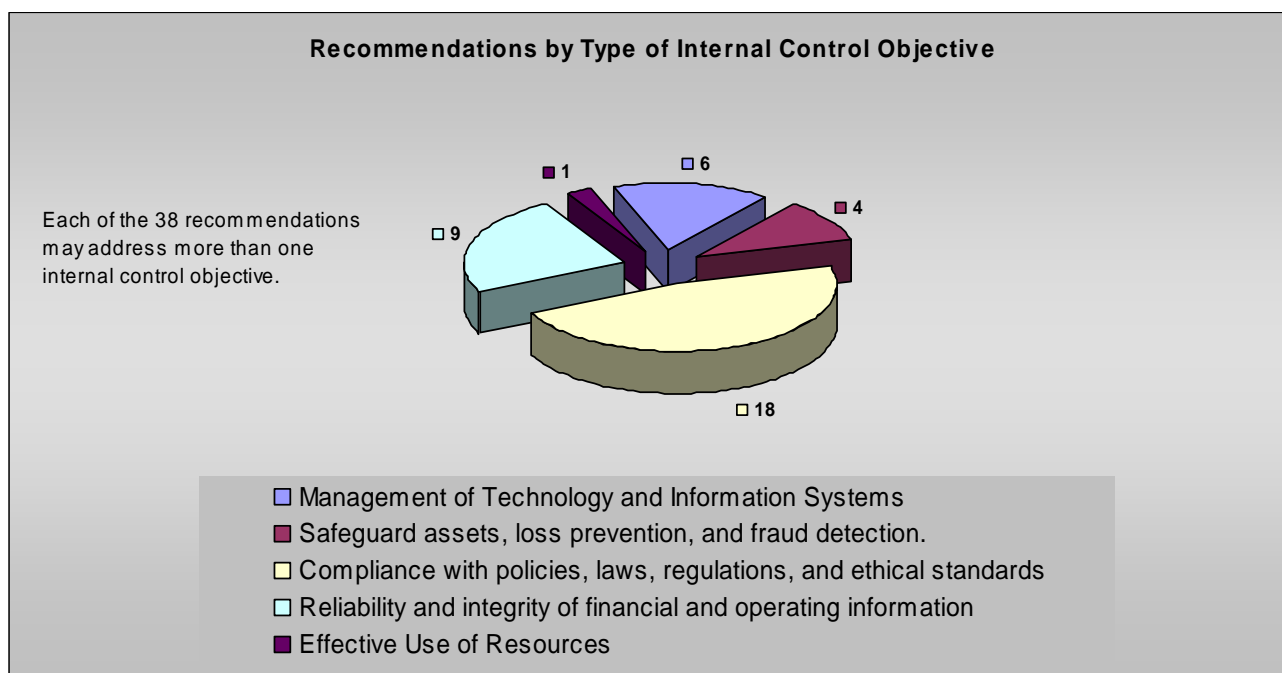 Recommendations by Type of Internal Control Objective
1
6
4
9
18
Each of the 38 recommendations
may address more than one
internal control objective.
Management of Technology and Information Systems
Safeguard assets, loss prevention, and fraud detection.
Compliance with policies, laws, regulations, and ethical standards
Reliability and integrity of financial and operating information
Effective Use of Resources